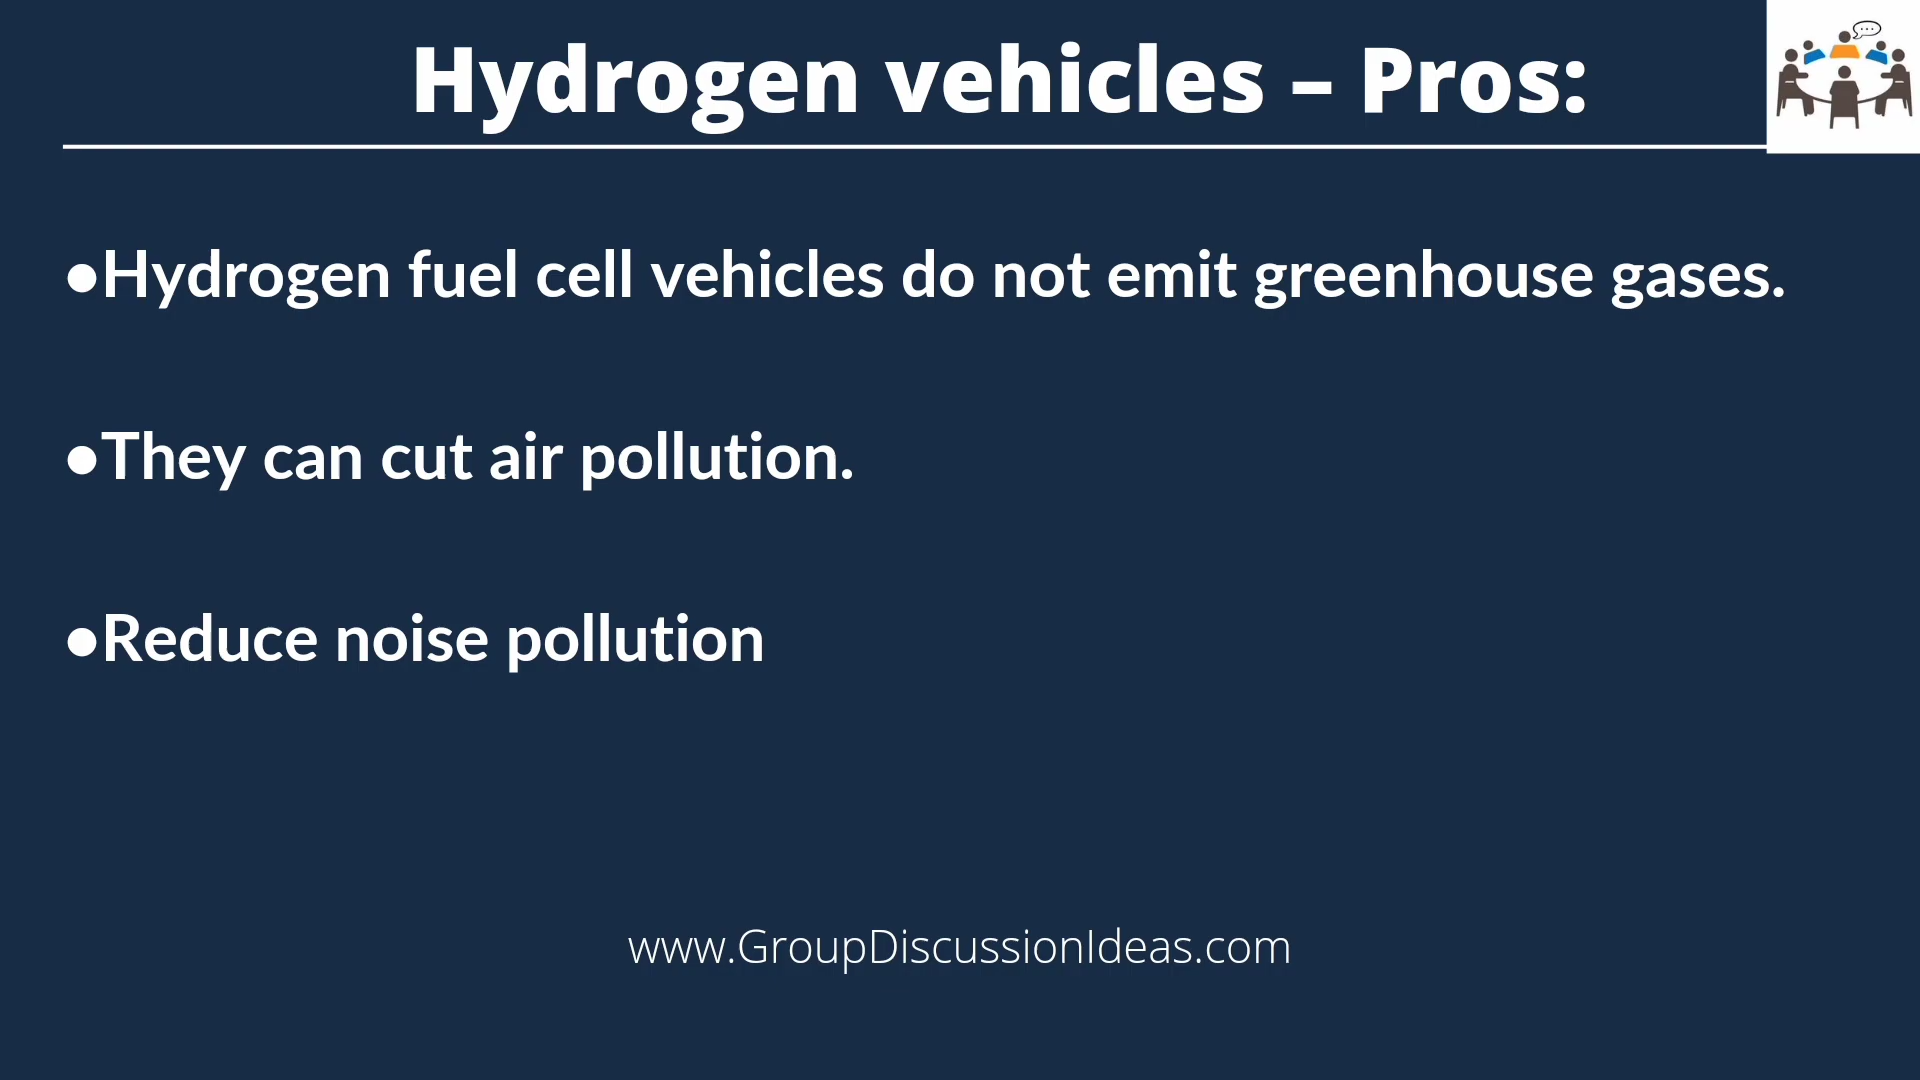 Hydrogen vehicles – Pros:
●Hydrogen fuel cell vehicles do not emit greenhouse gases.
●They can cut air pollution.
●Reduce noise pollution
www.GroupDiscussionIdeas.com